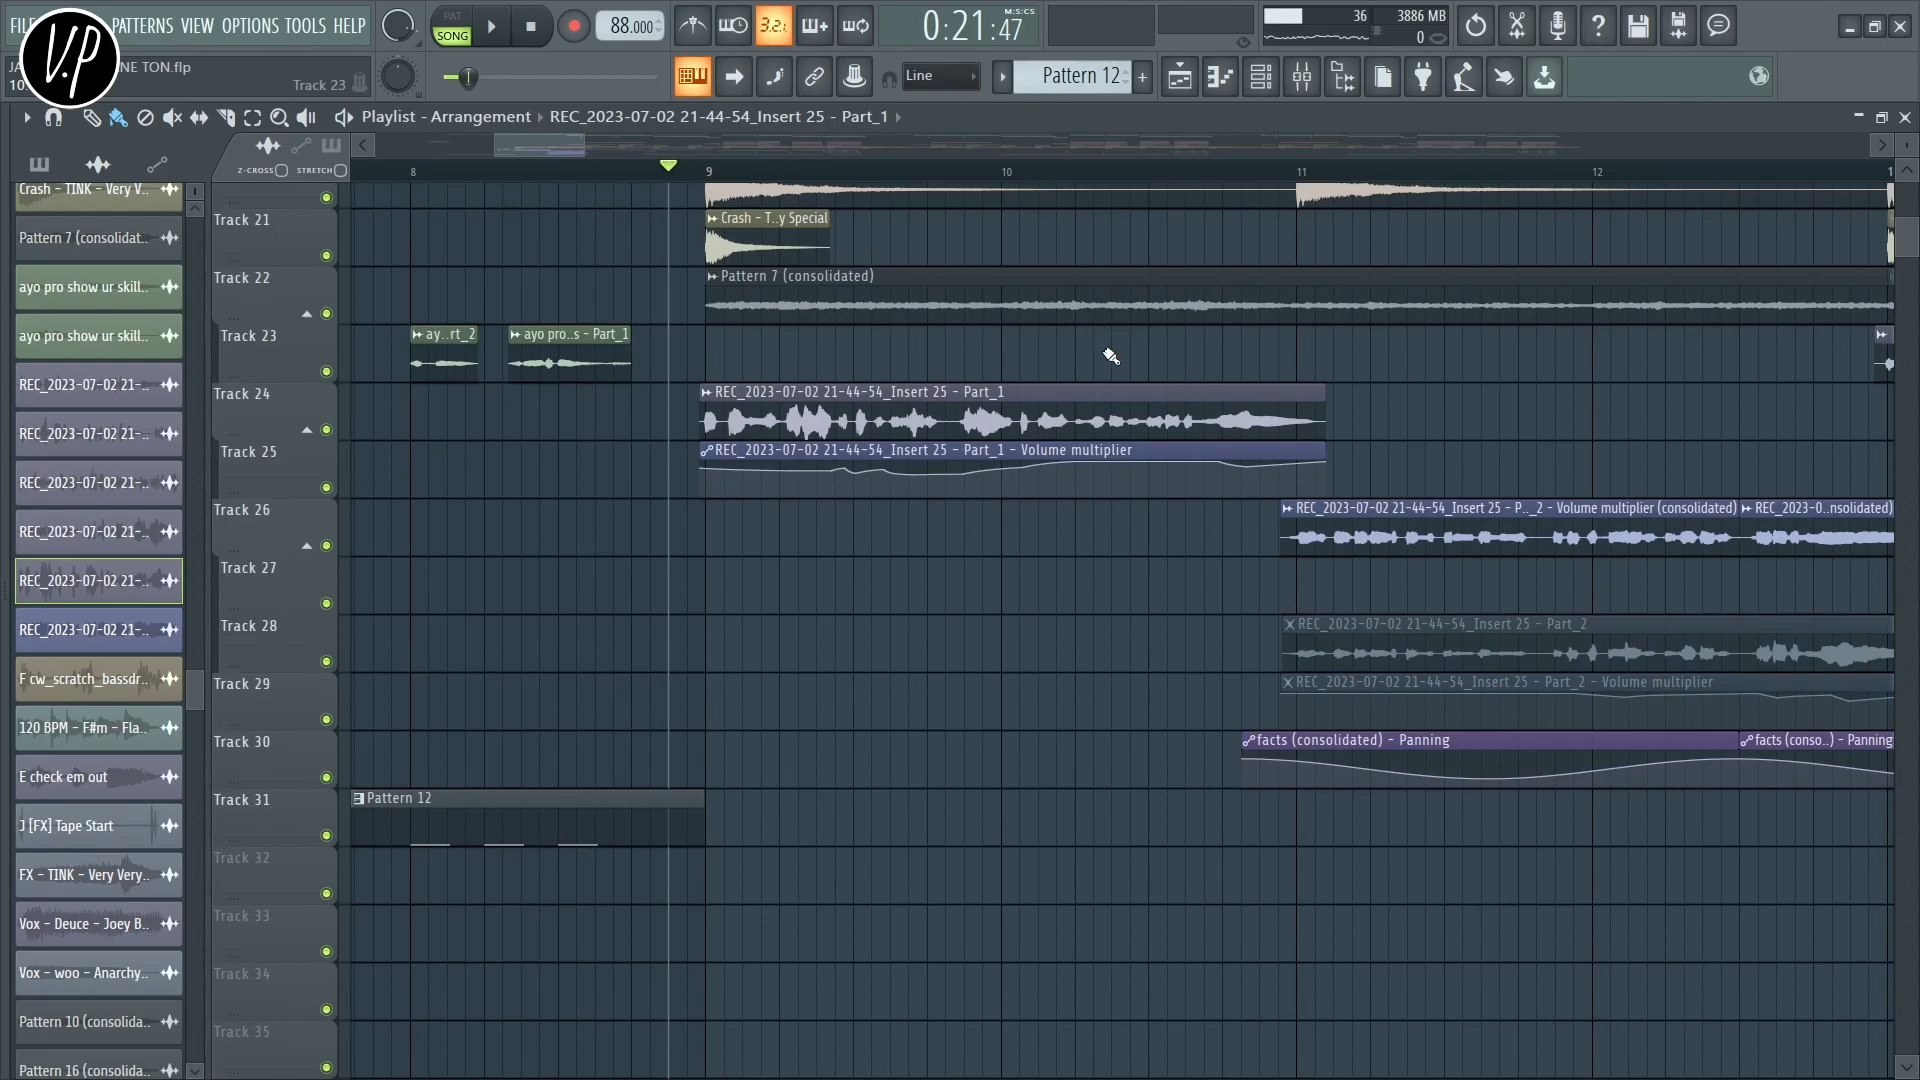 FILE PATTERNS VIEW OPTIONS TOOLS HELP
V.P
PAT
SONG
88.000
3.2.
0:21:47
M:S:CS
36
3886 MB
0
NE TON.flp
Track 23
Line
Pattern 12
Playlist - Arrangement REC_2023-07-02 21-44-54_Insert 25 - Part_1
Z-CROSS STRETCH
8 9 10 11 12 1
Crash - TINK - Very V..
Pattern 7 (consolidat..
ayo pro show ur skill..
ayo pro show ur skill..
REC_2023-07-02 21-..
REC_2023-07-02 21-..
REC_2023-07-02 21-..
REC_2023-07-02 21-..
REC_2023-07-02 21-..
REC_2023-07-02 21-..
F cw_scratch_bassdr..
120 BPM - F#m - Fla..
E check em out
J [FX] Tape Start
FX - TINK - Very Very..
Vox - Deuce - Joey B..
Vox - woo - Anarchy..
Pattern 10 (consolida..
Pattern 16 (consolida..
Track 21
Crash - T..y Special
Track 22
Pattern 7 (consolidated)
Track 23
ay..rt_2
ayo pro..s - Part_1
Track 24
REC_2023-07-02 21-44-54_Insert 25 - Part_1
Track 25
REC_2023-07-02 21-44-54_Insert 25 - Part_1 - Volume multiplier
Track 26
REC_2023-07-02 21-44-54_Insert 25 - P.._2 - Volume multiplier (consolidated)
REC_2023-0..nsolidated)
Track 27
Track 28
REC_2023-07-02 21-44-54_Insert 25 - Part_2
Track 29
REC_2023-07-02 21-44-54_Insert 25 - Part_2 - Volume multiplier
Track 30
facts (consolidated) - Panning
facts (conso..) - Panning
Track 31
Pattern 12
Track 32
Track 33
Track 34
Track 35